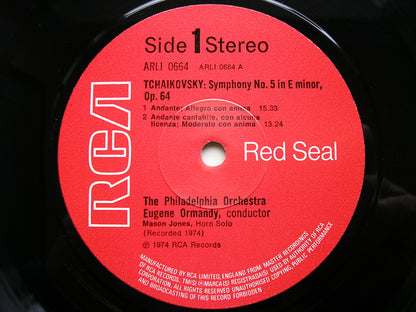 Side 1 Stereo
ARL1 0664 ARL1 0664 A
TCHAIKOVSKY: Symphony No. 5 in E minor,
Op. 64
1 Andante; Allegro con anima 15.33
2 Andante cantabile, con alcuna
licenza; Moderato con anima 13.24
RCA
Red Seal
The Philadelphia Orchestra
Eugene Ormandy, conductor
Mason Jones, Horn Solo
(Recorded 1974)
℗ 1974 RCA Records
MANUFACTURED BY RCA LIMITED, ENGLAND FROM MASTER RECORDINGS
OF RCA RECORDS. TM(S)®MARCA(S) REGISTRADA(S) USED BY AUTHORITY OF RCA
ALL RIGHTS RESERVED. UNAUTHORISED COPYING, PUBLIC PERFORMANCE
AND BROADCASTING OF THIS RECORD FORBIDDEN